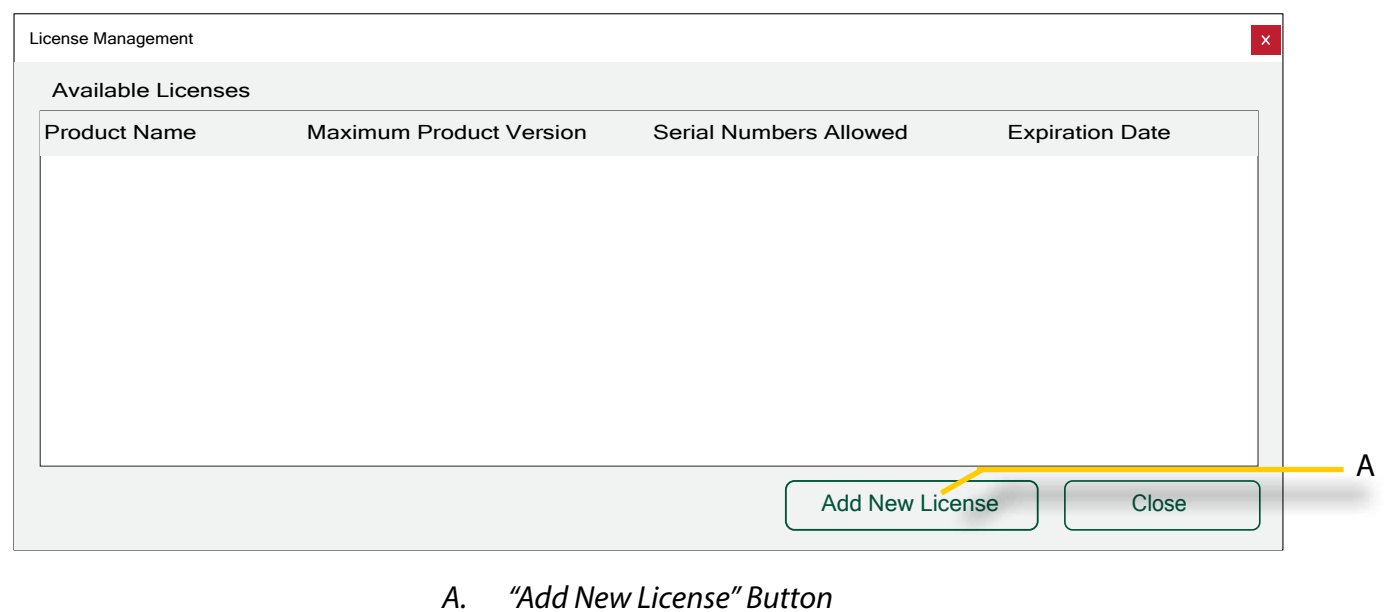 License Management
x
Available Licenses
Product Name Maximum Product Version Serial Numbers Allowed Expiration Date
A
Add New License Close
A. “Add New License” Button